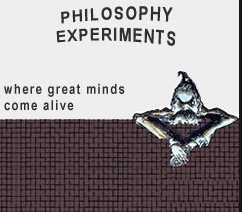 PHILOSOPHY
EXPERIMENTS
where great minds
come alive